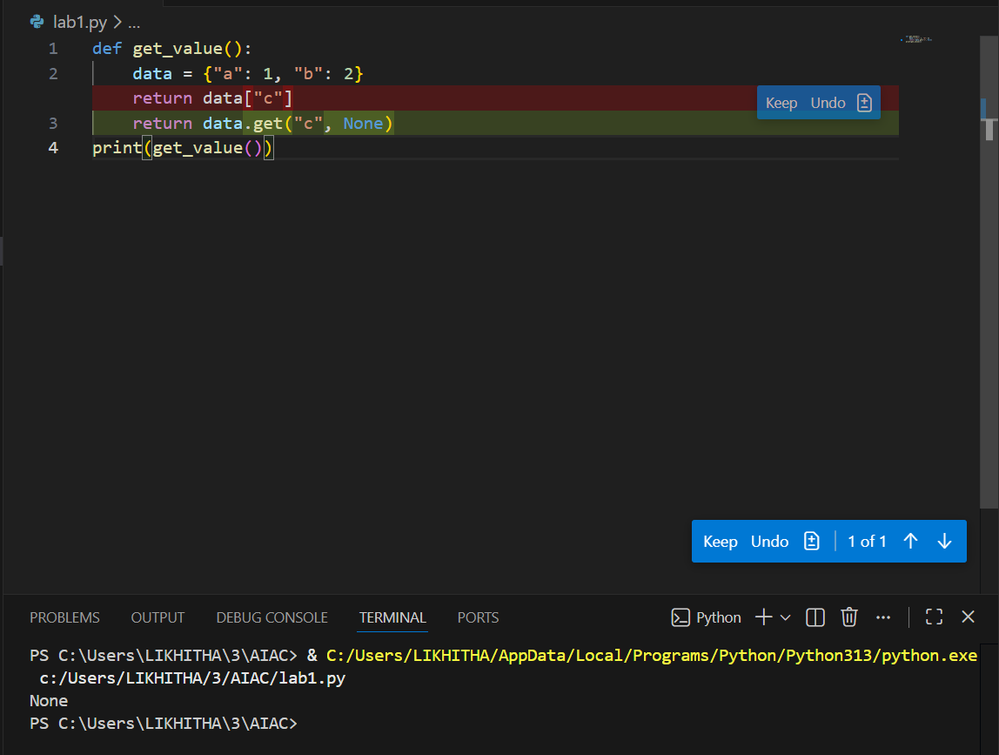 lab1.py > ...
1 def get_value():
2 data = {"a": 1, "b": 2}
return data["c"]
Keep Undo
3 return data.get("c", None)
4 print(get_value())
Keep Undo 1 of 1
PROBLEMS OUTPUT DEBUG CONSOLE TERMINAL PORTS Python
PS C:\Users\LIKHITHA\3\AIAC> & C:/Users/LIKHITHA/AppData/Local/Programs/Python/Python313/python.exe
c:/Users/LIKHITHA/3/AIAC/lab1.py
None
PS C:\Users\LIKHITHA\3\AIAC>